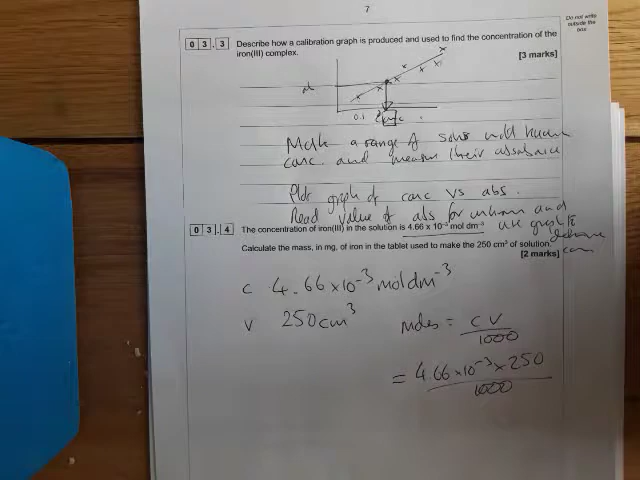 7
Do not write
outside the
box
0 3 . 3 Describe how a calibration graph is produced and used to find the concentration of the
iron(III) complex.
[3 marks]
A
0.1
conc
Make a range of solns with known
conc. and measure their absorbance
Plot graph of conc vs abs.
Read value of abs for unknown and
use graph to
determine
conc
0 3 . 4 The concentration of iron(III) in the solution is 4.66 × 10⁻³ mol dm⁻³
Calculate the mass, in mg, of iron in the tablet used to make the 250 cm³ of solution.
[2 marks]
c 4.66 × 10⁻³ mol dm⁻³
v 250 cm³
moles = CV
1000
= 4.66 × 10⁻³ × 250
1000